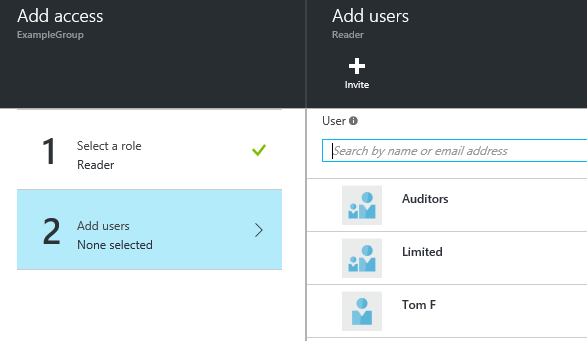 Add access
ExampleGroup
1
Select a role
Reader
2
Add users
None selected
Add users
Reader
Invite
User
Search by name or email address
Auditors
Limited
Tom F